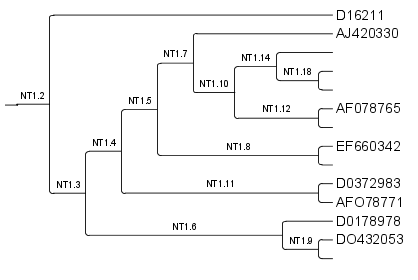 D16211
AJ420330
NT1.7
NT1.14
NT1.18
NT1.10
NT1.2
NT1.5
AF078765
NT1.12
NT1.4
NT1.8
EF660342
NT1.3
NT1.11
D0372983
AFO78771
D0178978
NT1.6
NT1.9
DO432053